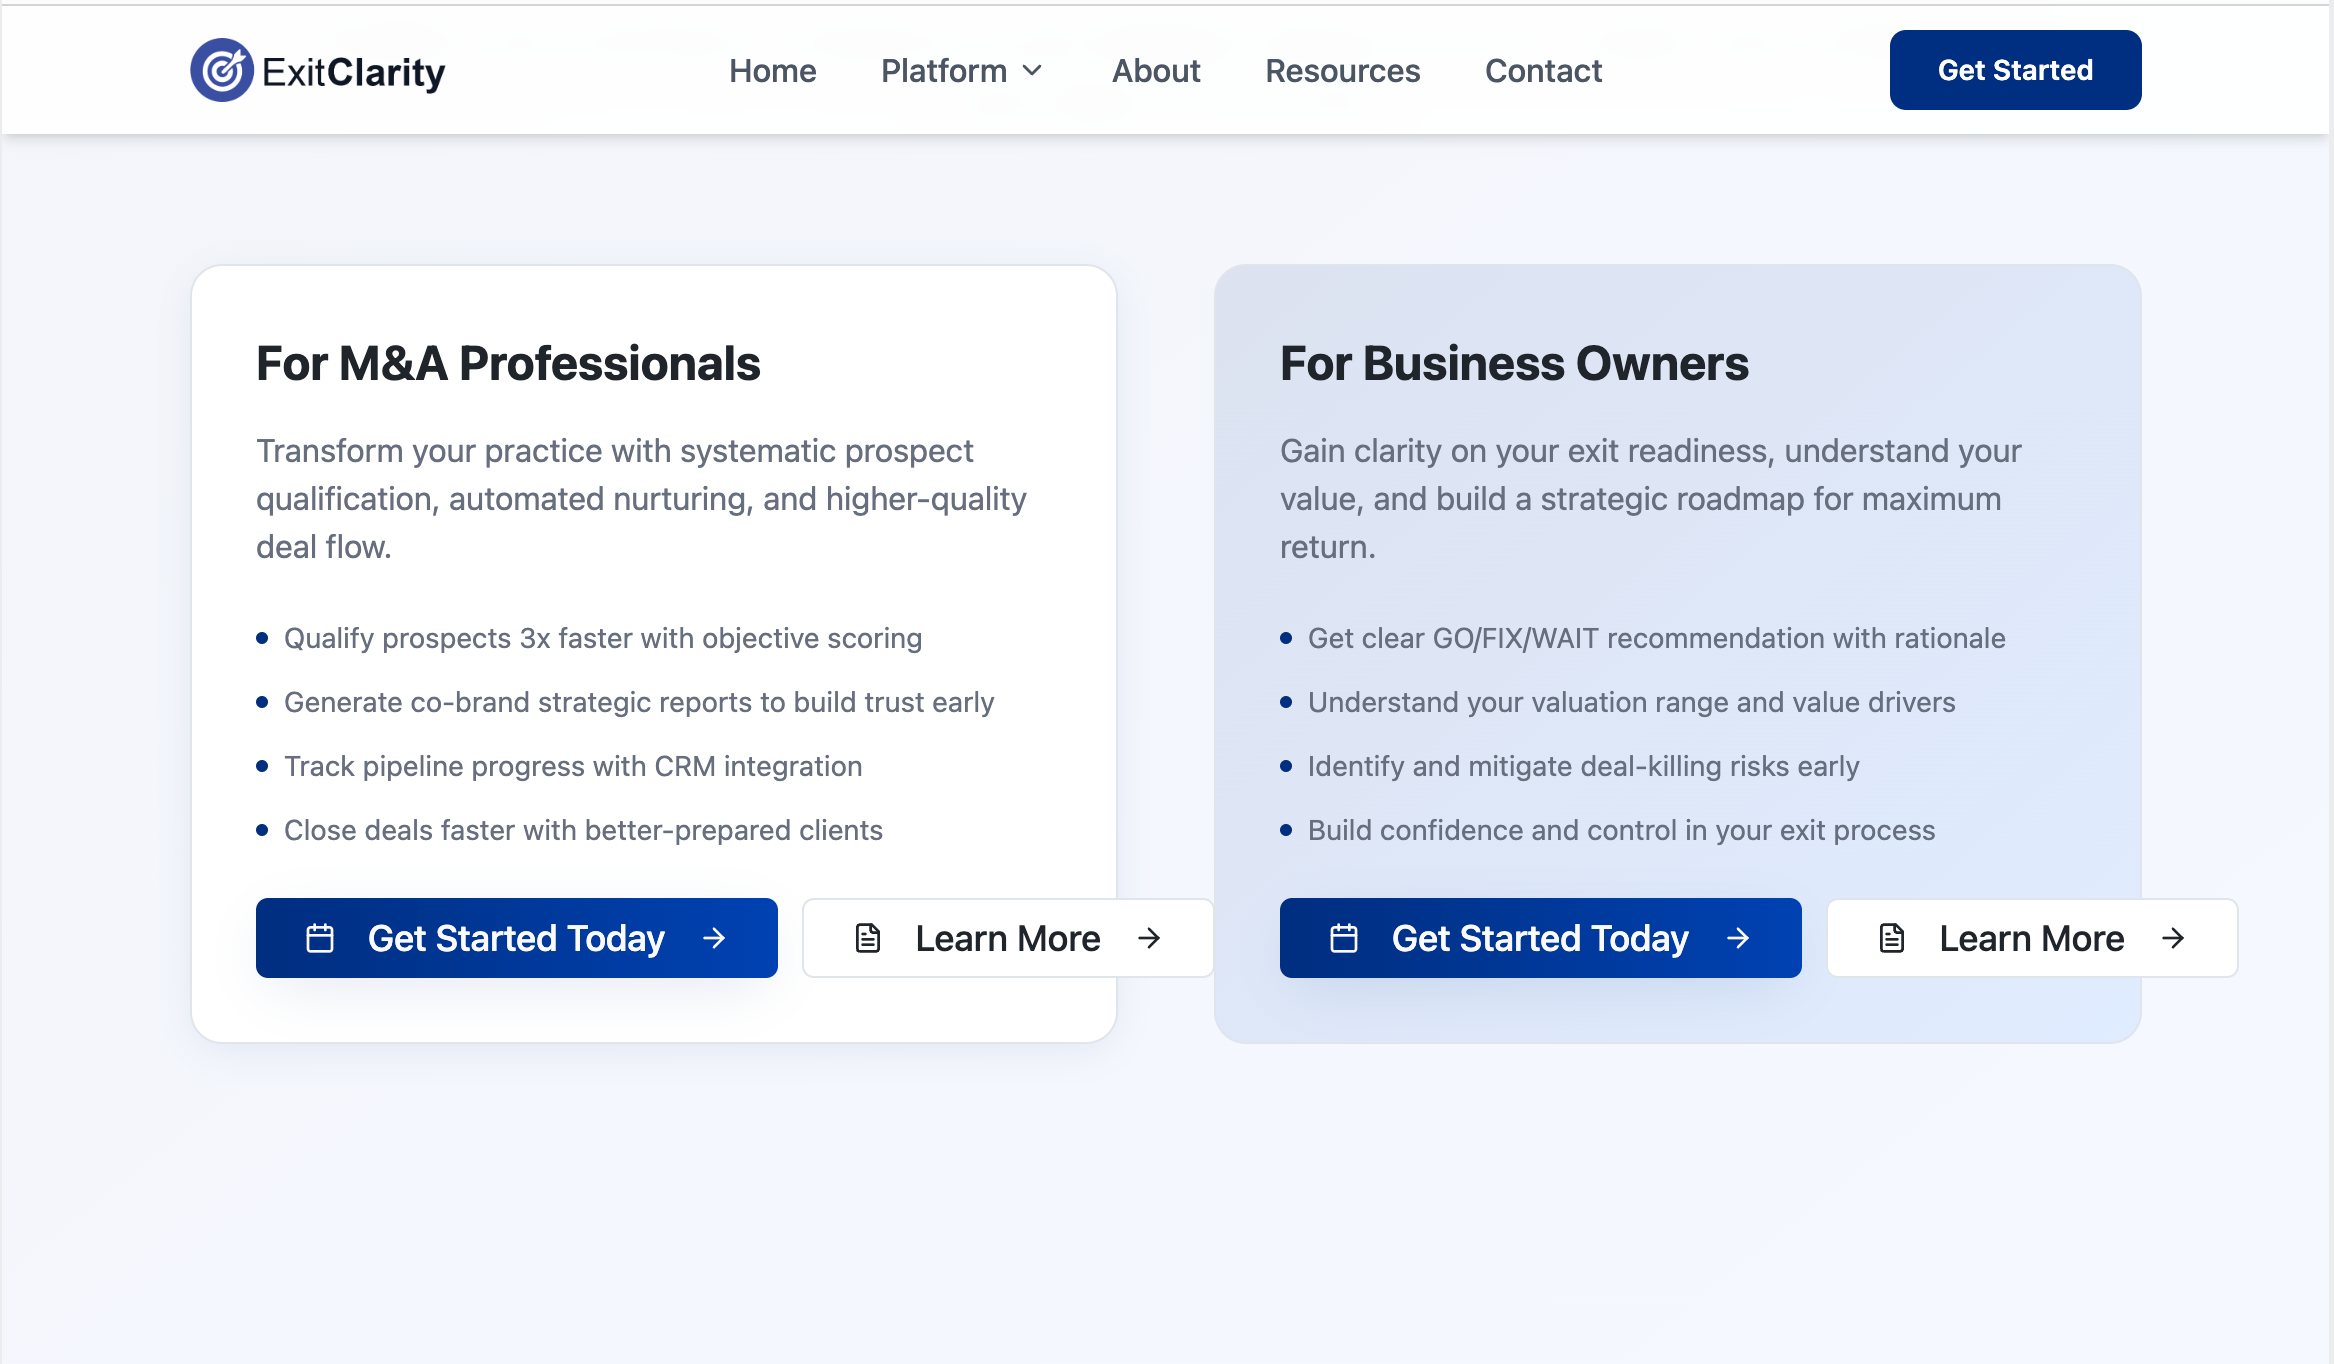 ExitClarity
Home
Platform
About
Resources
Contact
Get Started
For M&A Professionals
Transform your practice with systematic prospect
qualification, automated nurturing, and higher-quality
deal flow.
Qualify prospects 3x faster with objective scoring
Generate co-brand strategic reports to build trust early
Track pipeline progress with CRM integration
Close deals faster with better-prepared clients
Get Started Today
Learn More
For Business Owners
Gain clarity on your exit readiness, understand your
value, and build a strategic roadmap for maximum
return.
Get clear GO/FIX/WAIT recommendation with rationale
Understand your valuation range and value drivers
Identify and mitigate deal-killing risks early
Build confidence and control in your exit process
Get Started Today
Learn More